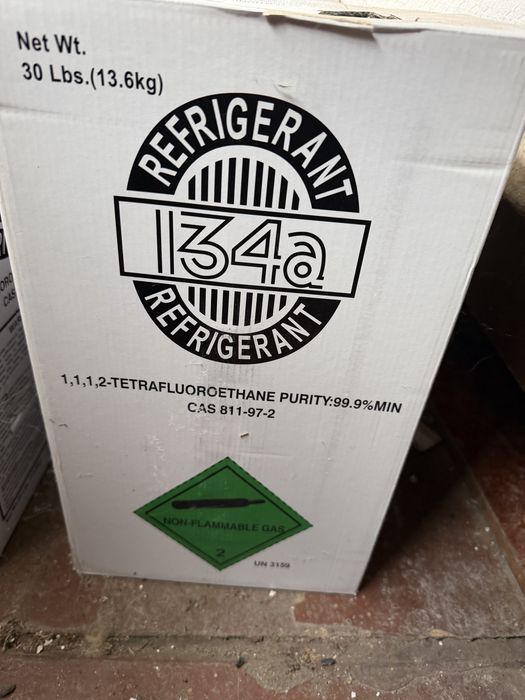 Net Wt.
30 Lbs.(13.6kg)
REFRIGERANT
134a
REFRIGERANT
1,1,1,2-TETRAFLUOROETHANE PURITY:99.9%MIN
CAS 811-97-2
NON-FLAMMABLE GAS
2
UN 3159